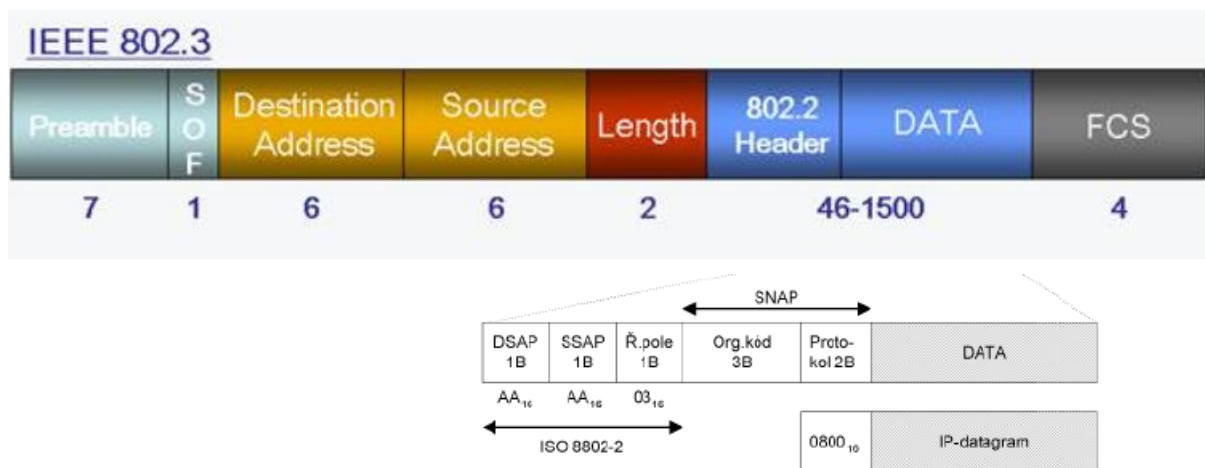 IEEE 802.3
Preamble
S
O
F
Destination
Address
Source
Address
Length
802.2
Header
DATA
FCS
7
1
6
6
2
46-1500
4
SNAP
DSAP
1B
SSAP
1B
Ř.pole
1B
Org.kód
3B
Proto-
kol 2B
DATA
AA₁₆
AA₁₆
03₁₆
ISO 8802-2
0800₁₆
IP-datagram